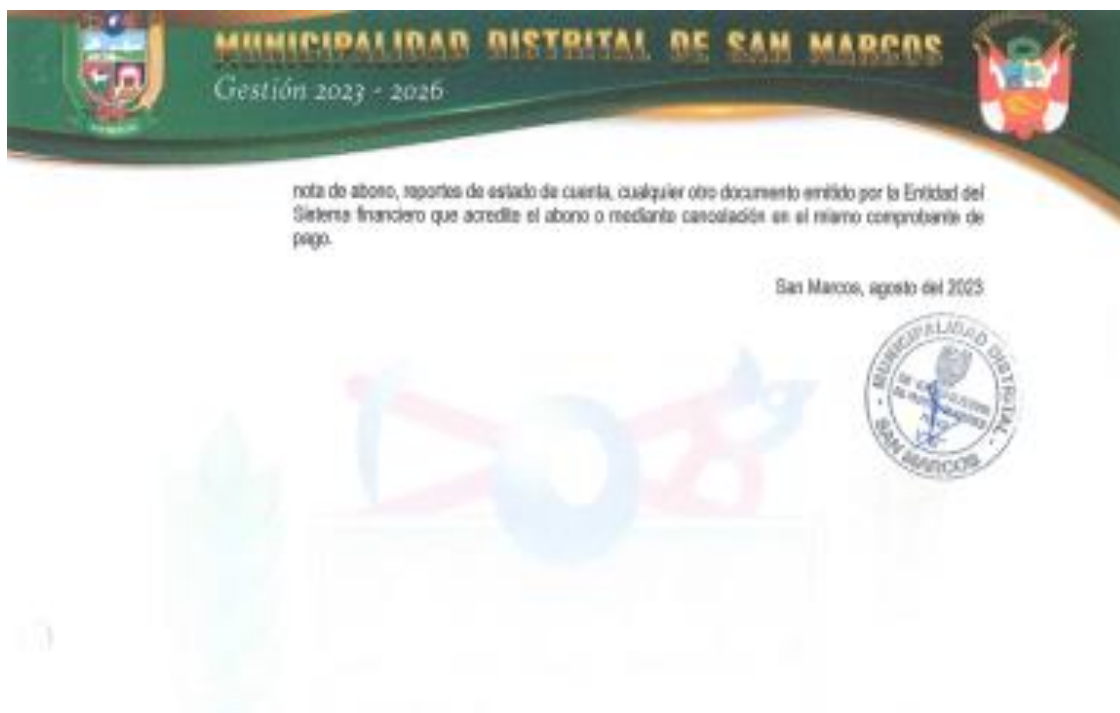 MUNICIPALIDAD DISTRITAL DE SAN MARCOS
Gestión 2023 - 2026
nota de abono, reportes de estado de cuenta, cualquier otro documento emitido por la Entidad del
Sistema financiero que acredite el abono o mediante cancelación en el mismo comprobante de
pago.
San Marcos, agosto del 2023
MUNICIPALIDAD DISTRITAL
SAN MARCOS